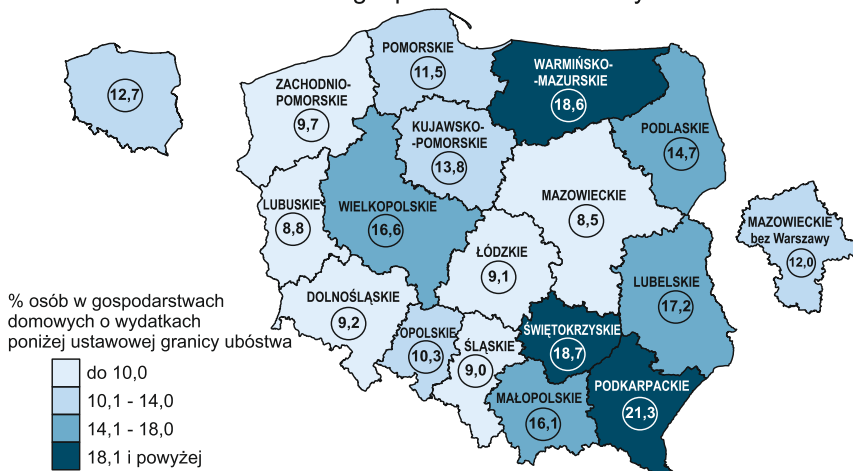 12,7
POMORSKIE
11,5
WARMIŃSKO-
-MAZURSKIE
18,6
ZACHODNIO-
POMORSKIE
9,7
KUJAWSKO-
-POMORSKIE
13,8
PODLASKIE
14,7
LUBUSKIE
8,8
WIELKOPOLSKIE
16,6
MAZOWIECKIE
8,5
MAZOWIECKIE
bez Warszawy
12,0
ŁÓDZKIE
9,1
LUBELSKIE
17,2
DOLNOŚLĄSKIE
9,2
OPOLSKIE
10,3
ŚLĄSKIE
9,0
ŚWIĘTOKRZYSKIE
18,7
MAŁOPOLSKIE
16,1
PODKARPACKIE
21,3
% osób w gospodarstwach
domowych o wydatkach
poniżej ustawowej granicy ubóstwa
do 10,0
10,1 - 14,0
14,1 - 18,0
18,1 i powyżej